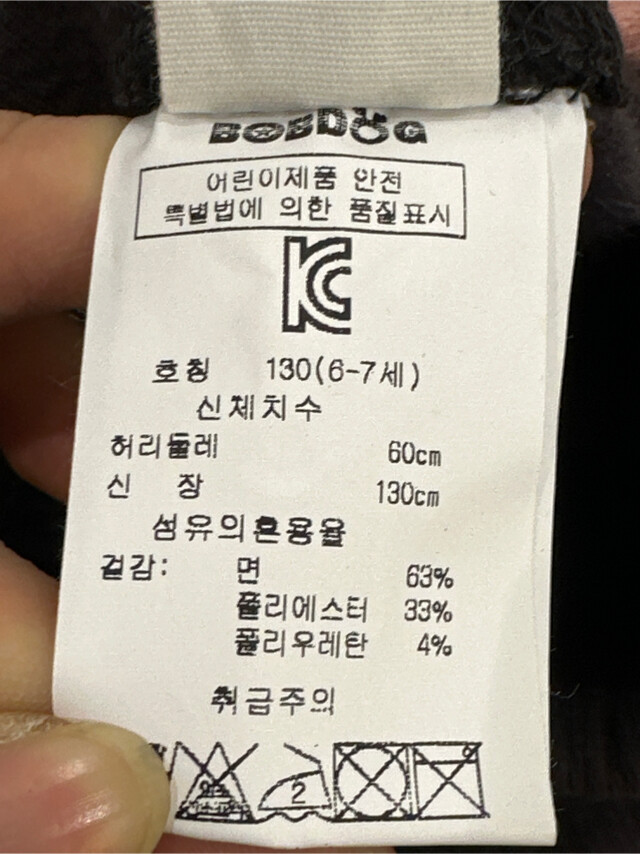 BOBDOG
어린이제품 안전
특별법에 의한 품질표시
KC
호칭 130(6-7세)
신체치수
허리둘레 60cm
신 장 130cm
섬유의혼용율
겉감: 면 63%
폴리에스터 33%
폴리우레탄 4%
취급주의
2